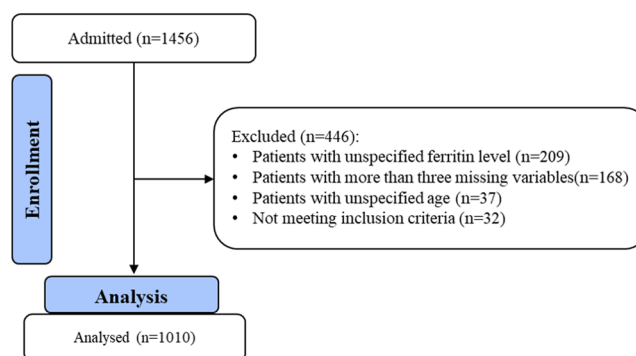 Admitted (n=1456)
Enrollment
Excluded (n=446):
• Patients with unspecified ferritin level (n=209)
• Patients with more than three missing variables(n=168)
• Patients with unspecified age (n=37)
• Not meeting inclusion criteria (n=32)
Analysis
Analysed (n=1010)